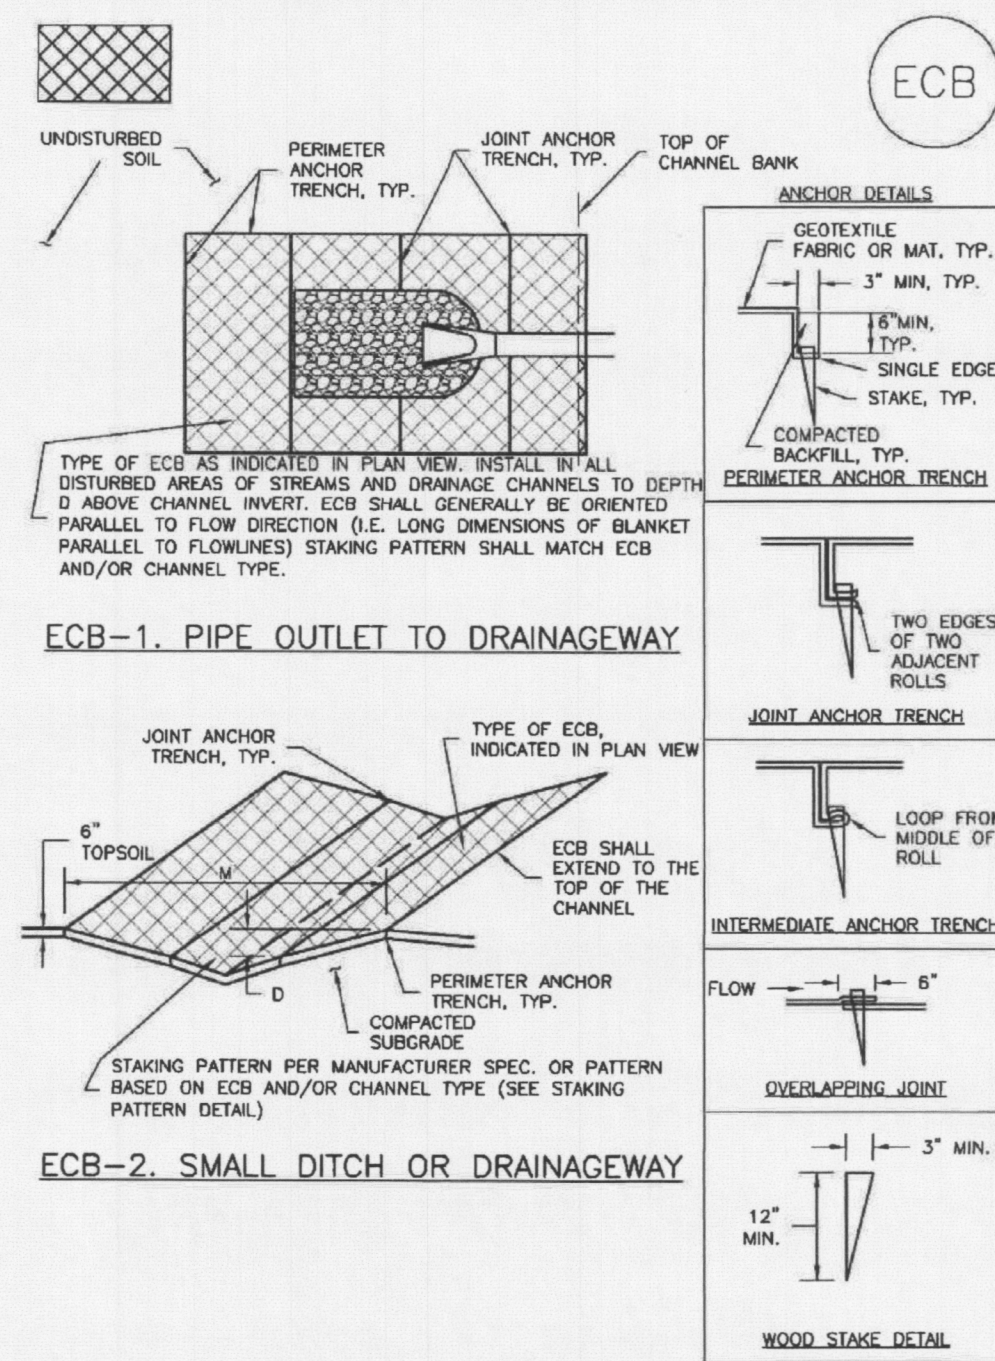 ECB
UNDISTURBED
SOIL
PERIMETER
ANCHOR
TRENCH, TYP.
JOINT ANCHOR
TRENCH, TYP.
TOP OF
CHANNEL BANK
TYPE OF ECB AS INDICATED IN PLAN VIEW. INSTALL IN ALL
DISTURBED AREAS OF STREAMS AND DRAINAGE CHANNELS TO DEPTH
D ABOVE CHANNEL INVERT. ECB SHALL GENERALLY BE ORIENTED
PARALLEL TO FLOW DIRECTION (I.E. LONG DIMENSIONS OF BLANKET
PARALLEL TO FLOWLINES) STAKING PATTERN SHALL MATCH ECB
AND/OR CHANNEL TYPE.
ECB-1. PIPE OUTLET TO DRAINAGEWAY
JOINT ANCHOR
TRENCH, TYP.
TYPE OF ECB,
INDICATED IN PLAN VIEW
6"
TOPSOIL
M
ECB SHALL
EXTEND TO THE
TOP OF THE
CHANNEL
D
PERIMETER ANCHOR
TRENCH, TYP.
COMPACTED
SUBGRADE
STAKING PATTERN PER MANUFACTURER SPEC. OR PATTERN
BASED ON ECB AND/OR CHANNEL TYPE (SEE STAKING
PATTERN DETAIL)
ECB-2. SMALL DITCH OR DRAINAGEWAY
ANCHOR DETAILS
GEOTEXTILE
FABRIC OR MAT, TYP.
3" MIN, TYP.
6"MIN,
TYP.
SINGLE EDGE
STAKE, TYP.
COMPACTED
BACKFILL, TYP.
PERIMETER ANCHOR TRENCH
TWO EDGES
OF TWO
ADJACENT
ROLLS
JOINT ANCHOR TRENCH
LOOP FROM
MIDDLE OF
ROLL
INTERMEDIATE ANCHOR TRENCH
FLOW
6"
OVERLAPPING JOINT
3" MIN.
12"
MIN.
WOOD STAKE DETAIL